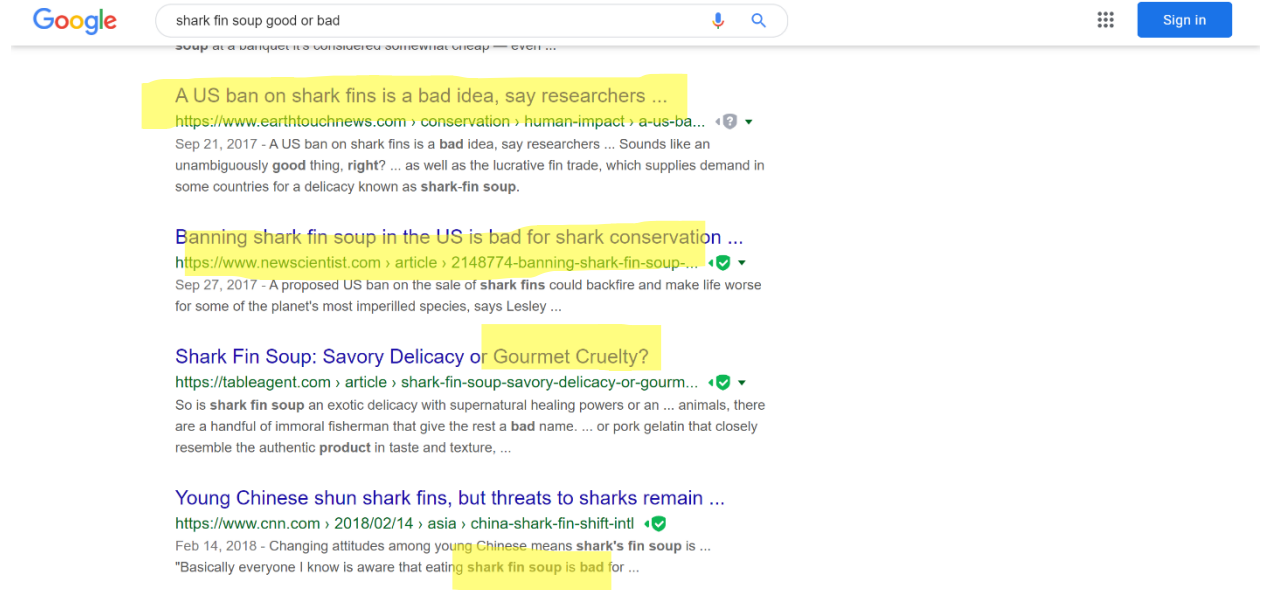 Google
shark fin soup good or bad
Sign in
soup at a banquet it's considered somewhat cheap — even ...
A US ban on shark fins is a bad idea, say researchers ...
https://www.earthtouchnews.com › conservation › human-impact › a-us-ba...
Sep 21, 2017 - A US ban on shark fins is a bad idea, say researchers ... Sounds like an
unambiguously good thing, right? ... as well as the lucrative fin trade, which supplies demand in
some countries for a delicacy known as shark-fin soup.
Banning shark fin soup in the US is bad for shark conservation ...
https://www.newscientist.com › article › 2148774-banning-shark-fin-soup-...
Sep 27, 2017 - A proposed US ban on the sale of shark fins could backfire and make life worse
for some of the planet's most imperilled species, says Lesley ...
Shark Fin Soup: Savory Delicacy or Gourmet Cruelty?
https://tableagent.com › article › shark-fin-soup-savory-delicacy-or-gourm...
So is shark fin soup an exotic delicacy with supernatural healing powers or an ... animals, there
are a handful of immoral fisherman that give the rest a bad name. ... or pork gelatin that closely
resemble the authentic product in taste and texture, ...
Young Chinese shun shark fins, but threats to sharks remain ...
https://www.cnn.com › 2018/02/14 › asia › china-shark-fin-shift-intl
Feb 14, 2018 - Changing attitudes among young Chinese means shark's fin soup is ...
"Basically everyone I know is aware that eating shark fin soup is bad for ...